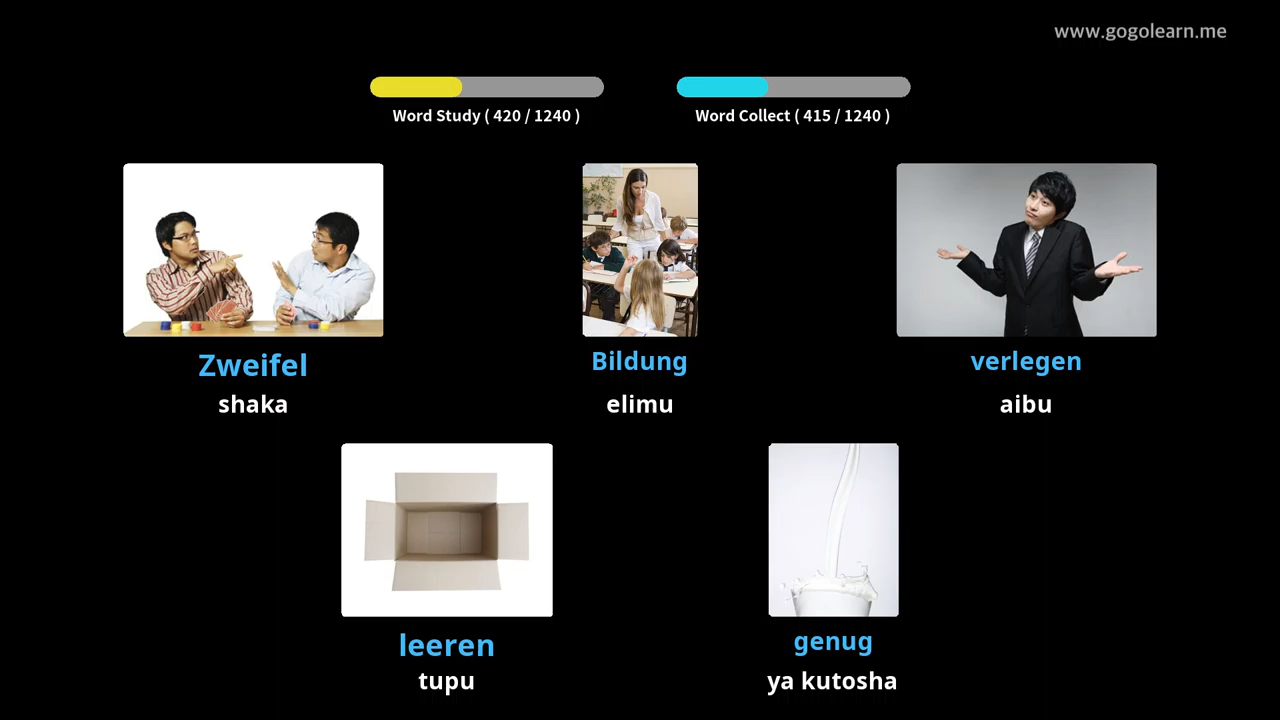 www.gogolearn.me
Word Study ( 420 / 1240 )
Word Collect ( 415 / 1240 )
Zweifel
shaka
Bildung
elimu
verlegen
aibu
leeren
tupu
genug
ya kutosha